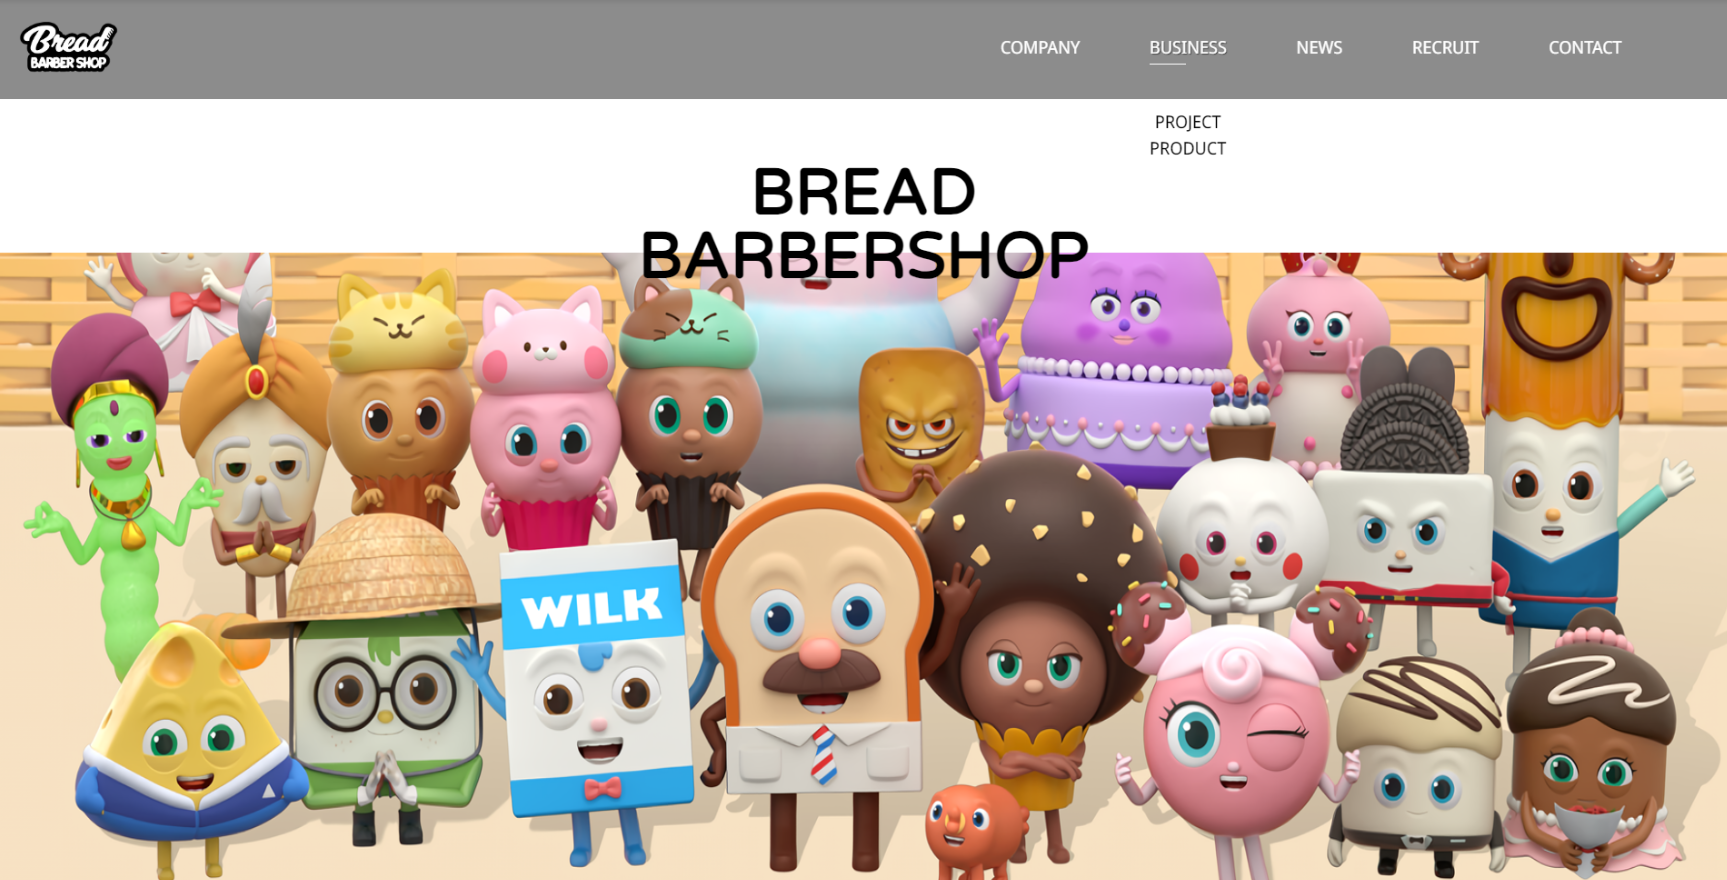 Bread
BARBER SHOP
COMPANY
BUSINESS
NEWS
RECRUIT
CONTACT
PROJECT
PRODUCT
BREAD
BARBERSHOP
WILK